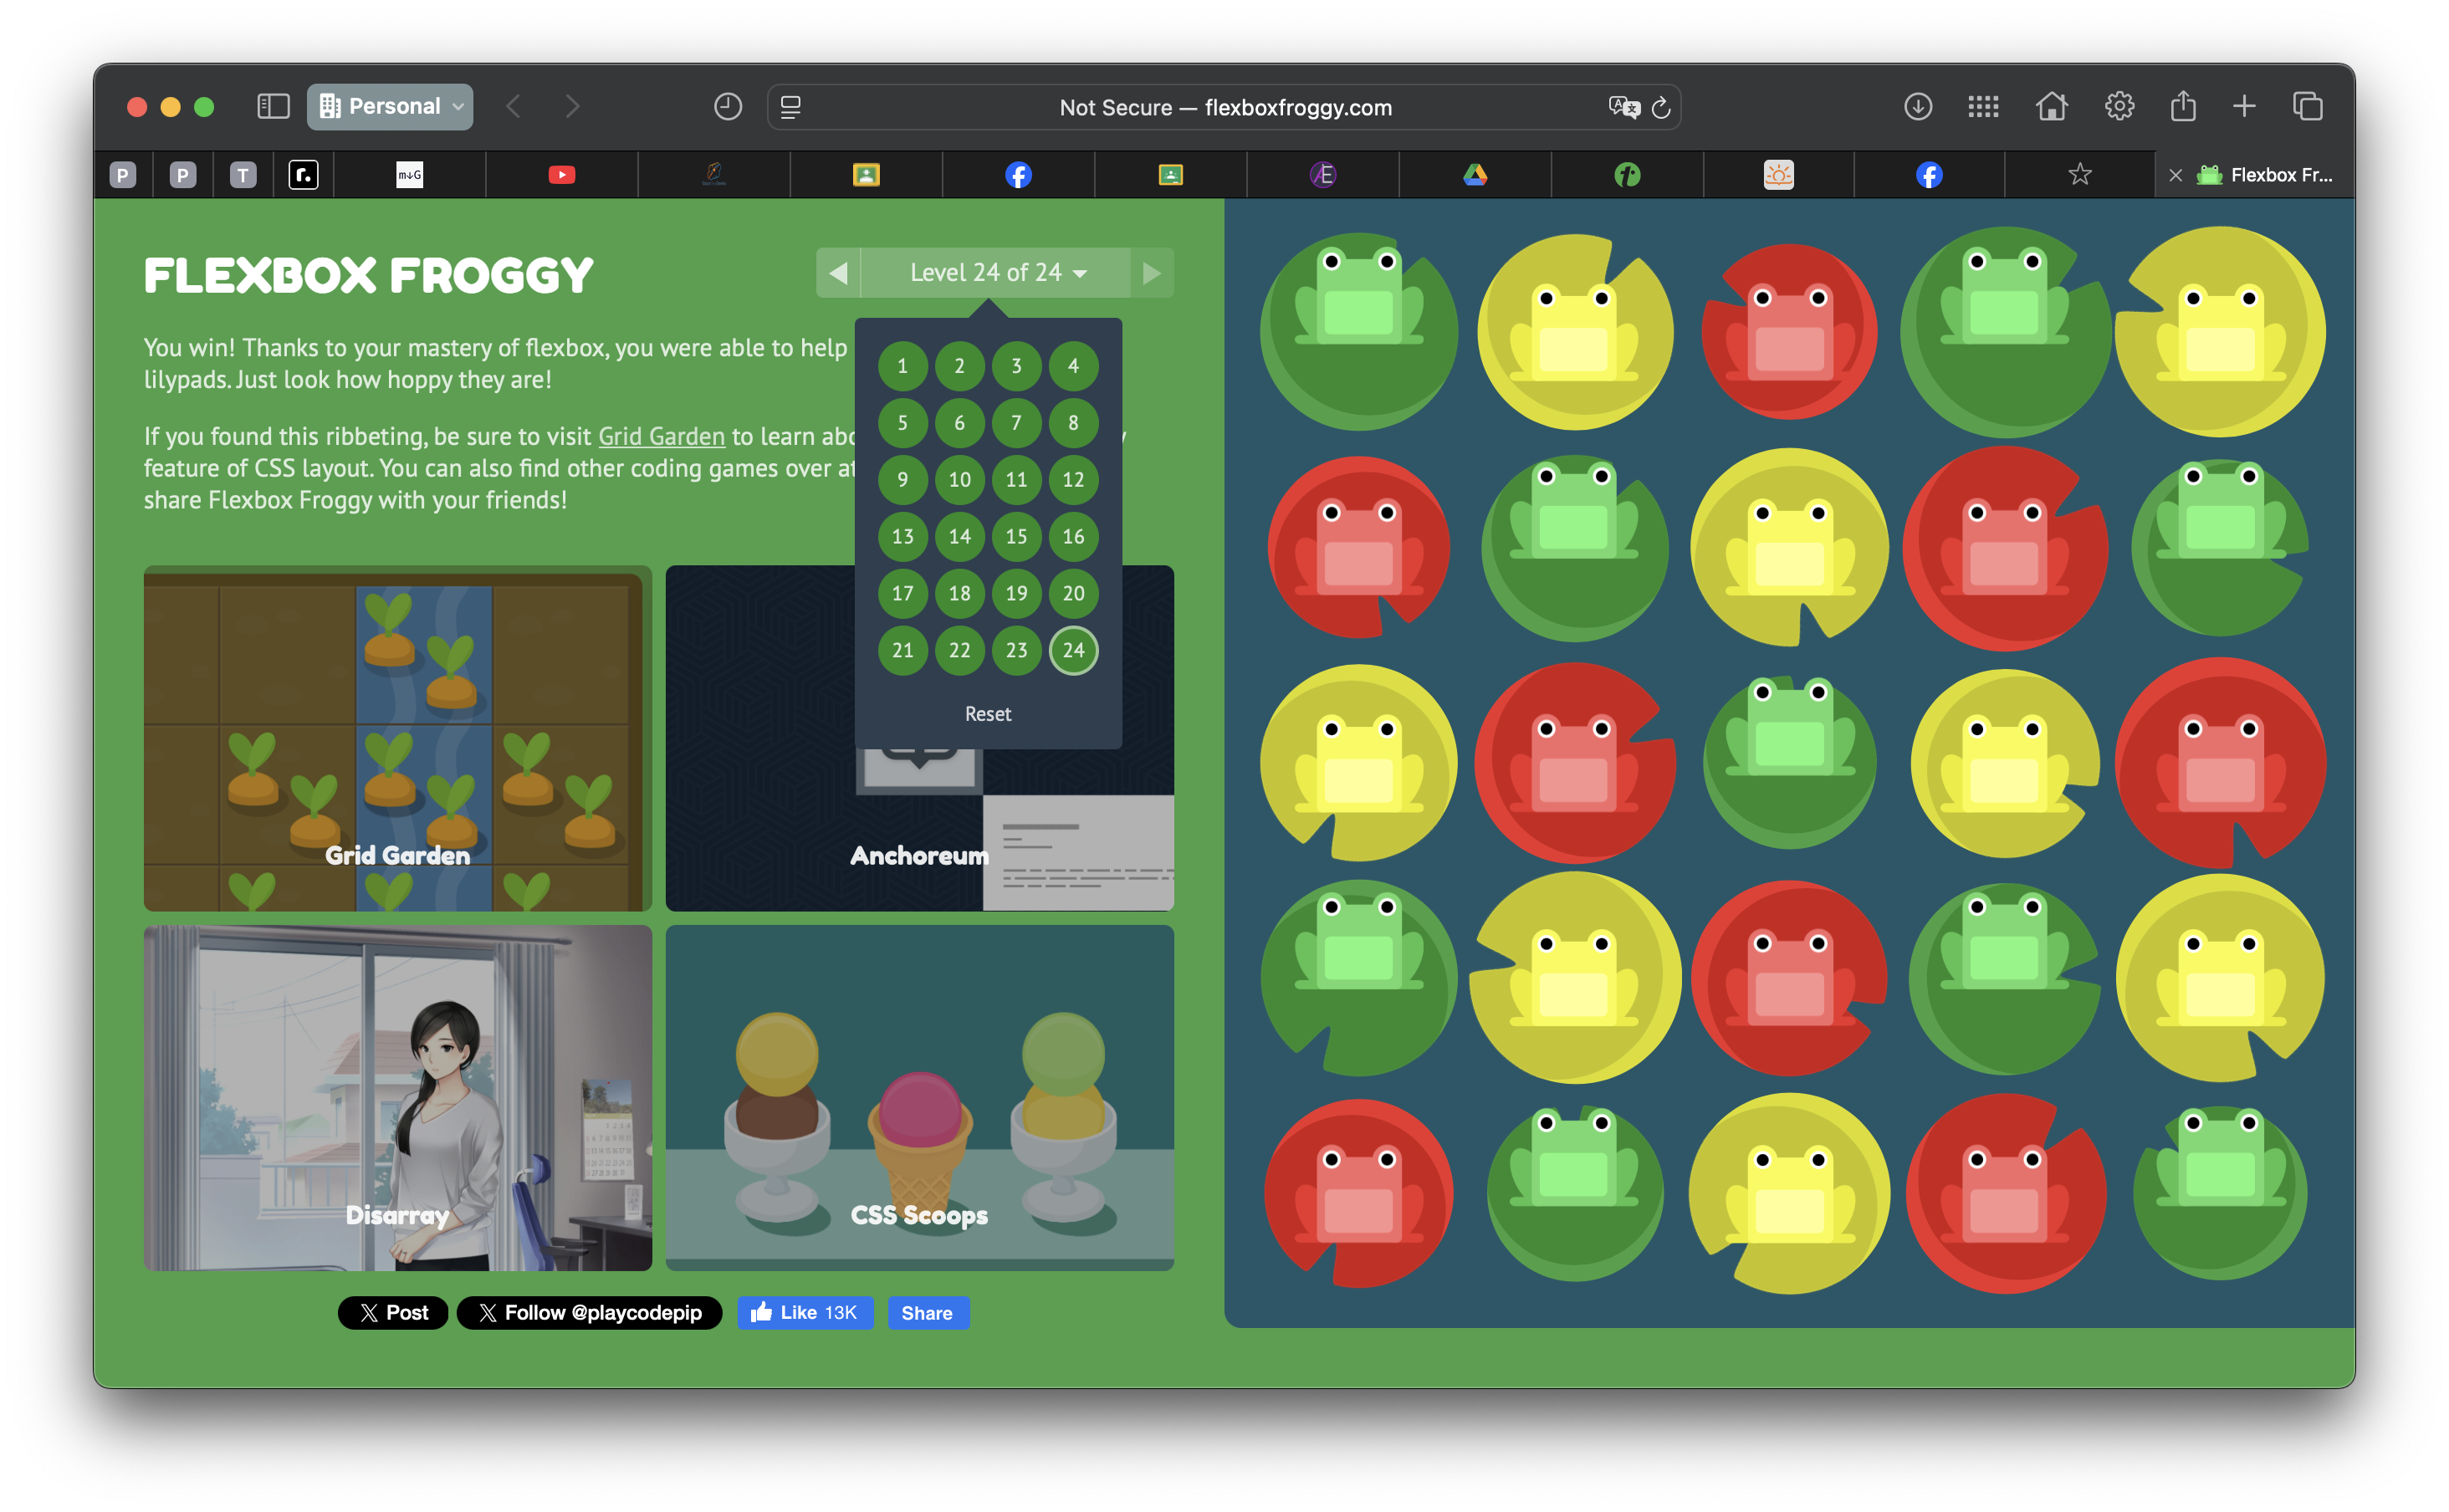 Personal
Not Secure — flexboxfroggy.com
P
P
T
r.
m↓G
Æ
Flexbox Fr...
FLEXBOX FROGGY
Level 24 of 24
You win! Thanks to your mastery of flexbox, you were able to help
lilypads. Just look how hoppy they are!
If you found this ribbeting, be sure to visit Grid Garden to learn abo
feature of CSS layout. You can also find other coding games over at
share Flexbox Froggy with your friends!
1 2 3 4
5 6 7 8
9 10 11 12
13 14 15 16
17 18 19 20
21 22 23 24
Reset
Grid Garden
Anchoreum
Disarray
CSS Scoops
Post
Follow @playcodepip
Like 13K
Share